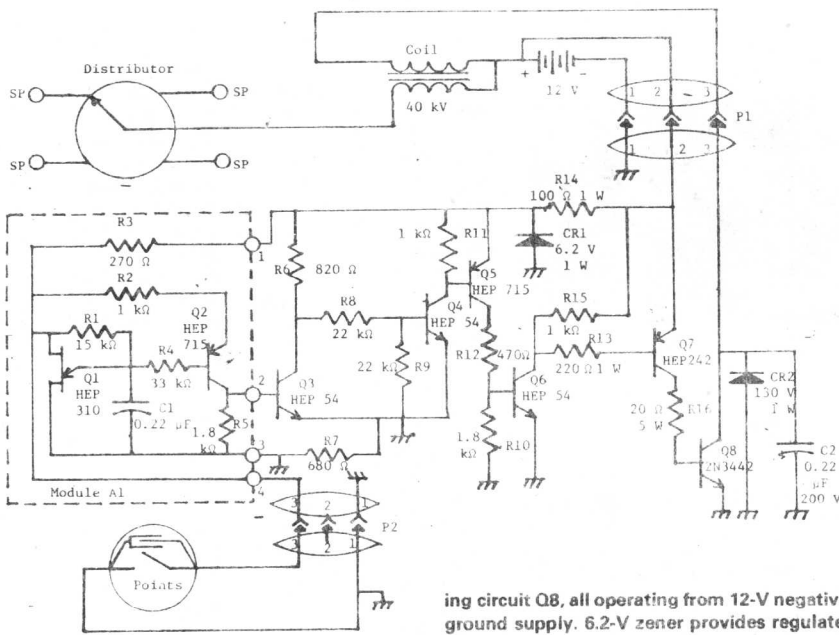 Coil
Distributor
SP
SP
SP
SP
40 kV
+
-
12 V
1 2 3
P1
1 2 3
R14
100 Ω 1 W
CR1
6.2 V
1 W
R3
270 Ω
1
R2
1 kΩ
R1
15 kΩ
Q2
HEP
715
R4
33 kΩ
Q1
HEP
310
C1
0.22 µF
1.8
kΩ
R5
2
3
4
Module A1
R6
820 Ω
R8
22 kΩ
Q3
HEP 54
22 kΩ
R9
R7
680 Ω
1 kΩ
R11
Q4
HEP 54
Q5
HEP 715
R12
470Ω
1.8
kΩ
R10
Q6
HEP 54
R15
1 kΩ
R13
220Ω 1W
Q7
HEP242
20 Ω
5 W
R16
Q8
2N3442
CR2
130 V
1 W
C2
0.22
µF
200 V
3 2 1
P2
3 2 1
Points
ing circuit Q8, all operating from 12-V negativ
ground supply. 6.2-V zener provides regulate